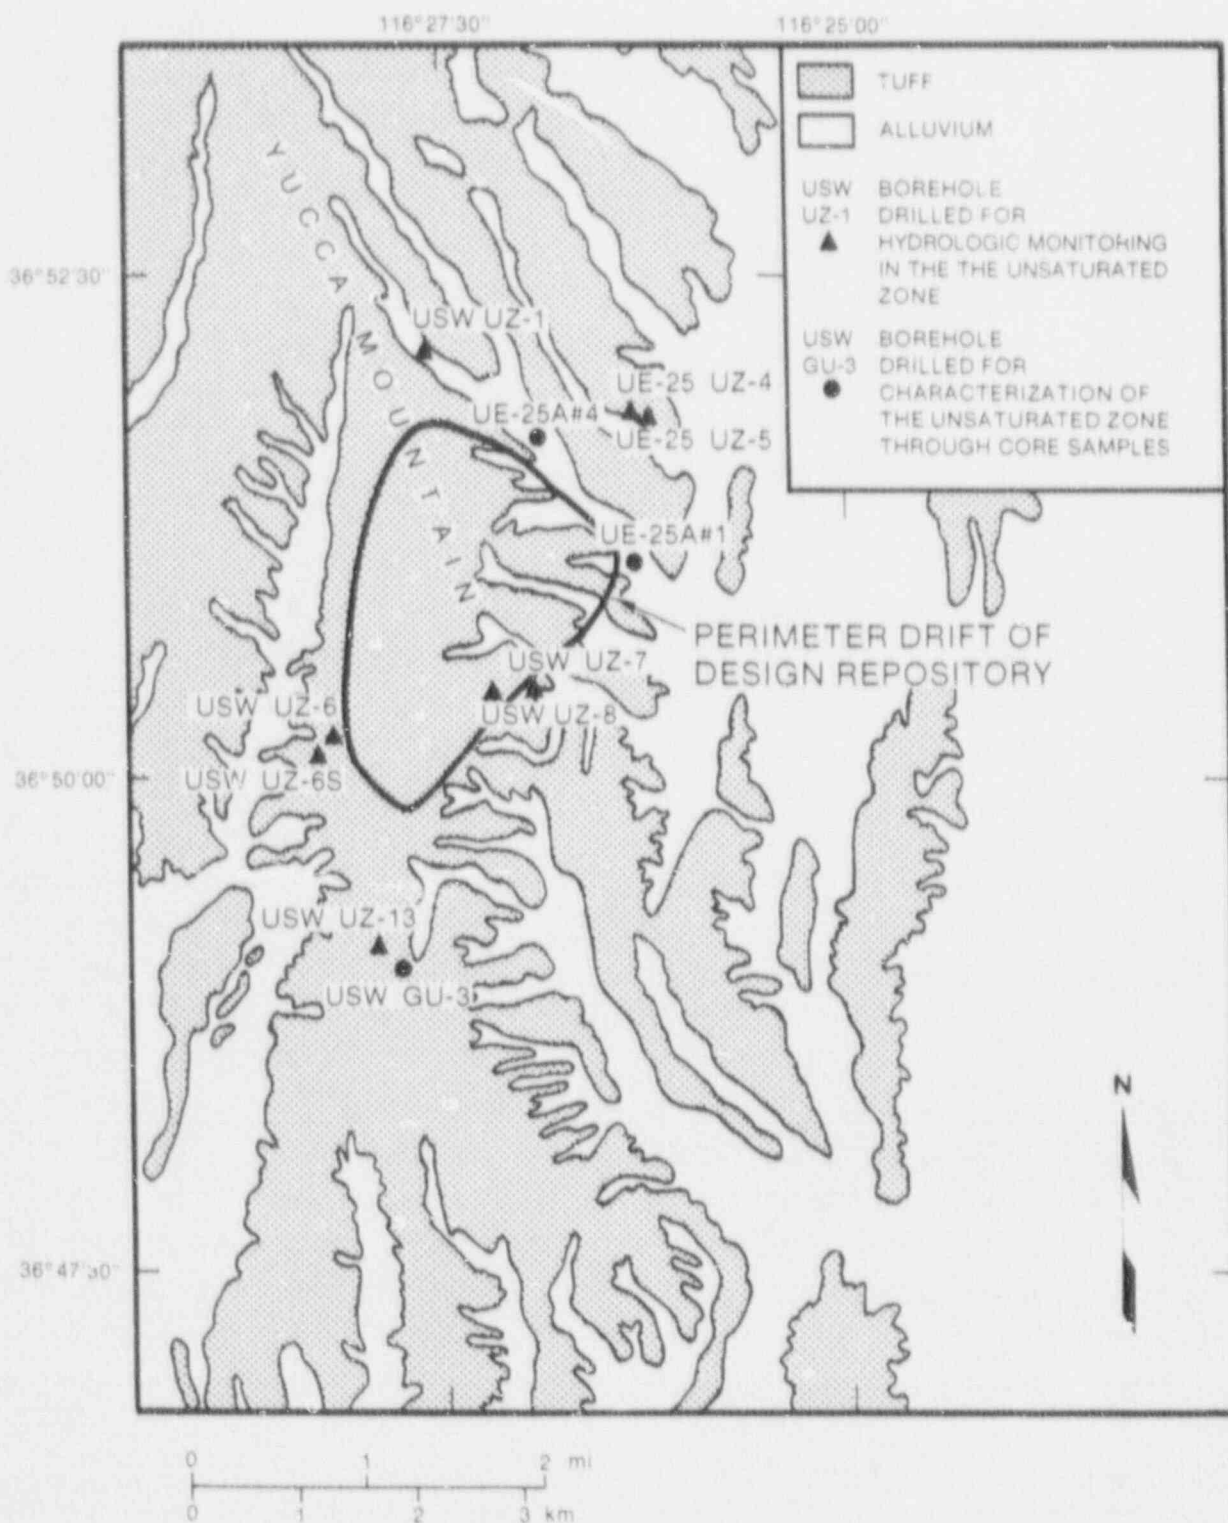 116°27'30" 116°25'00"
TUFF
ALLUVIUM
USW BOREHOLE
UZ-1 DRILLED FOR
HYDROLOGIC MONITORING
IN THE THE UNSATURATED
ZONE
USW BOREHOLE
GU-3 DRILLED FOR
CHARACTERIZATION OF
THE UNSATURATED ZONE
THROUGH CORE SAMPLES
YUCCA MOUNTAIN
36°52'30"
USW UZ-1
UE-25 UZ-4
UE-25A#4
UE-25 UZ-5
UE-25A#1
PERIMETER DRIFT OF
DESIGN REPOSITORY
USW UZ-7
USW UZ-8
USW UZ-6
36°50'00"
USW UZ-6S
USW UZ-13
USW GU-3
N
36°47'30"
0 1 2 mi
0 1 2 3 km